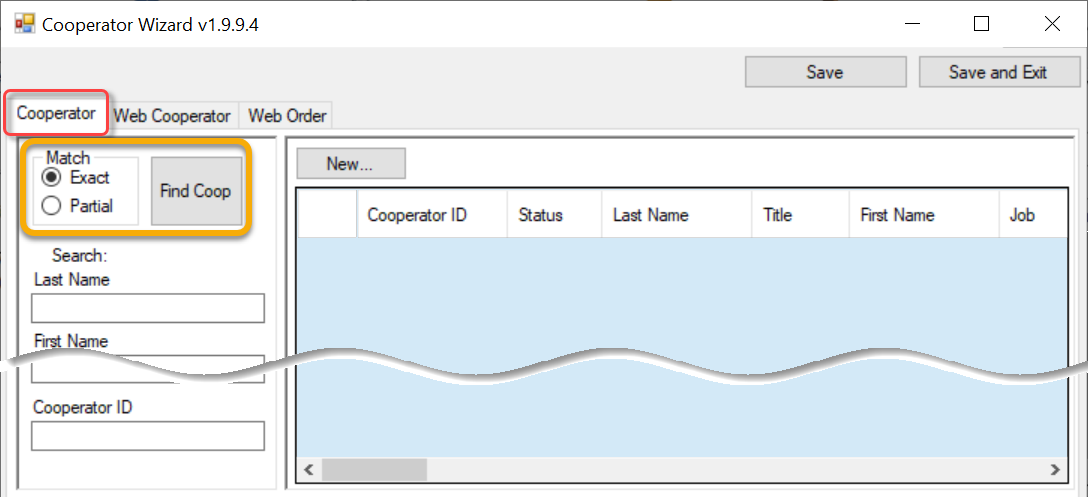 Cooperator Wizard v1.9.9.4
Save
Save and Exit
Cooperator
Web Cooperator
Web Order
Match
Exact
Partial
Find Coop
Search:
Last Name
First Name
Cooperator ID
New...
Cooperator ID Status Last Name Title First Name Job